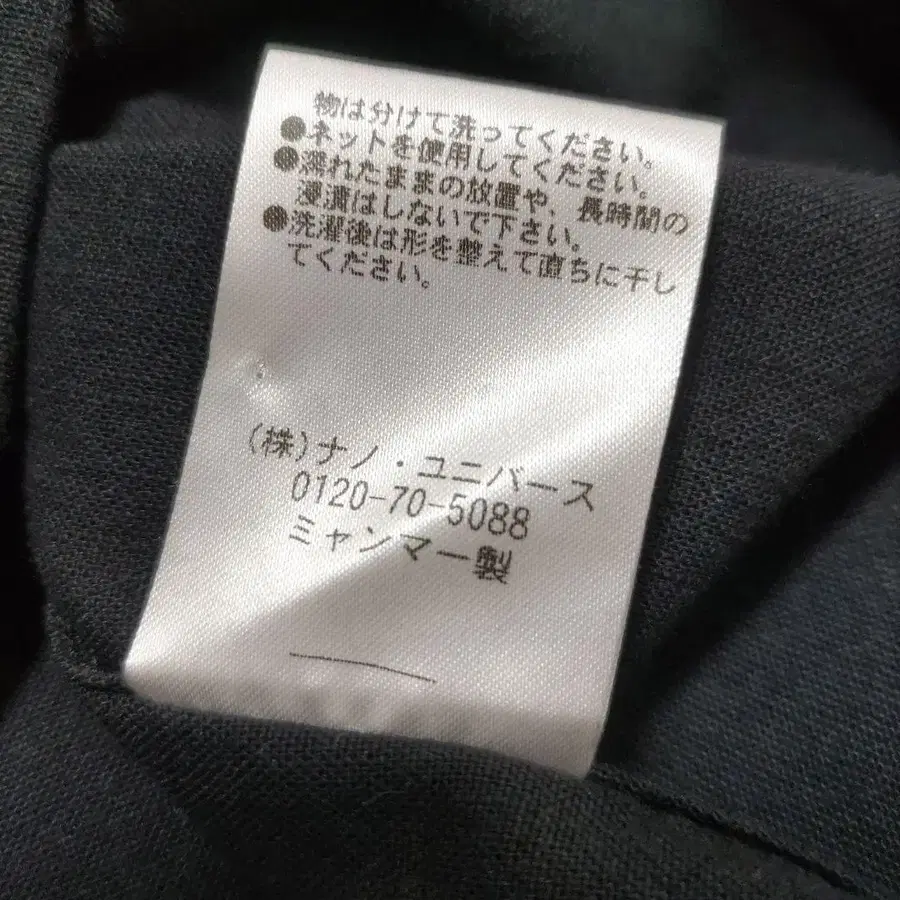 物は分けて洗ってください。
●ネットを使用してください。
●濡れたままの放置や、長時間の
浸漬はしないで下さい。
●洗濯後は形を整えて直ちに干し
てください。
(株)ナノ・ユニバース
0120-70-5088
ミャンマー製